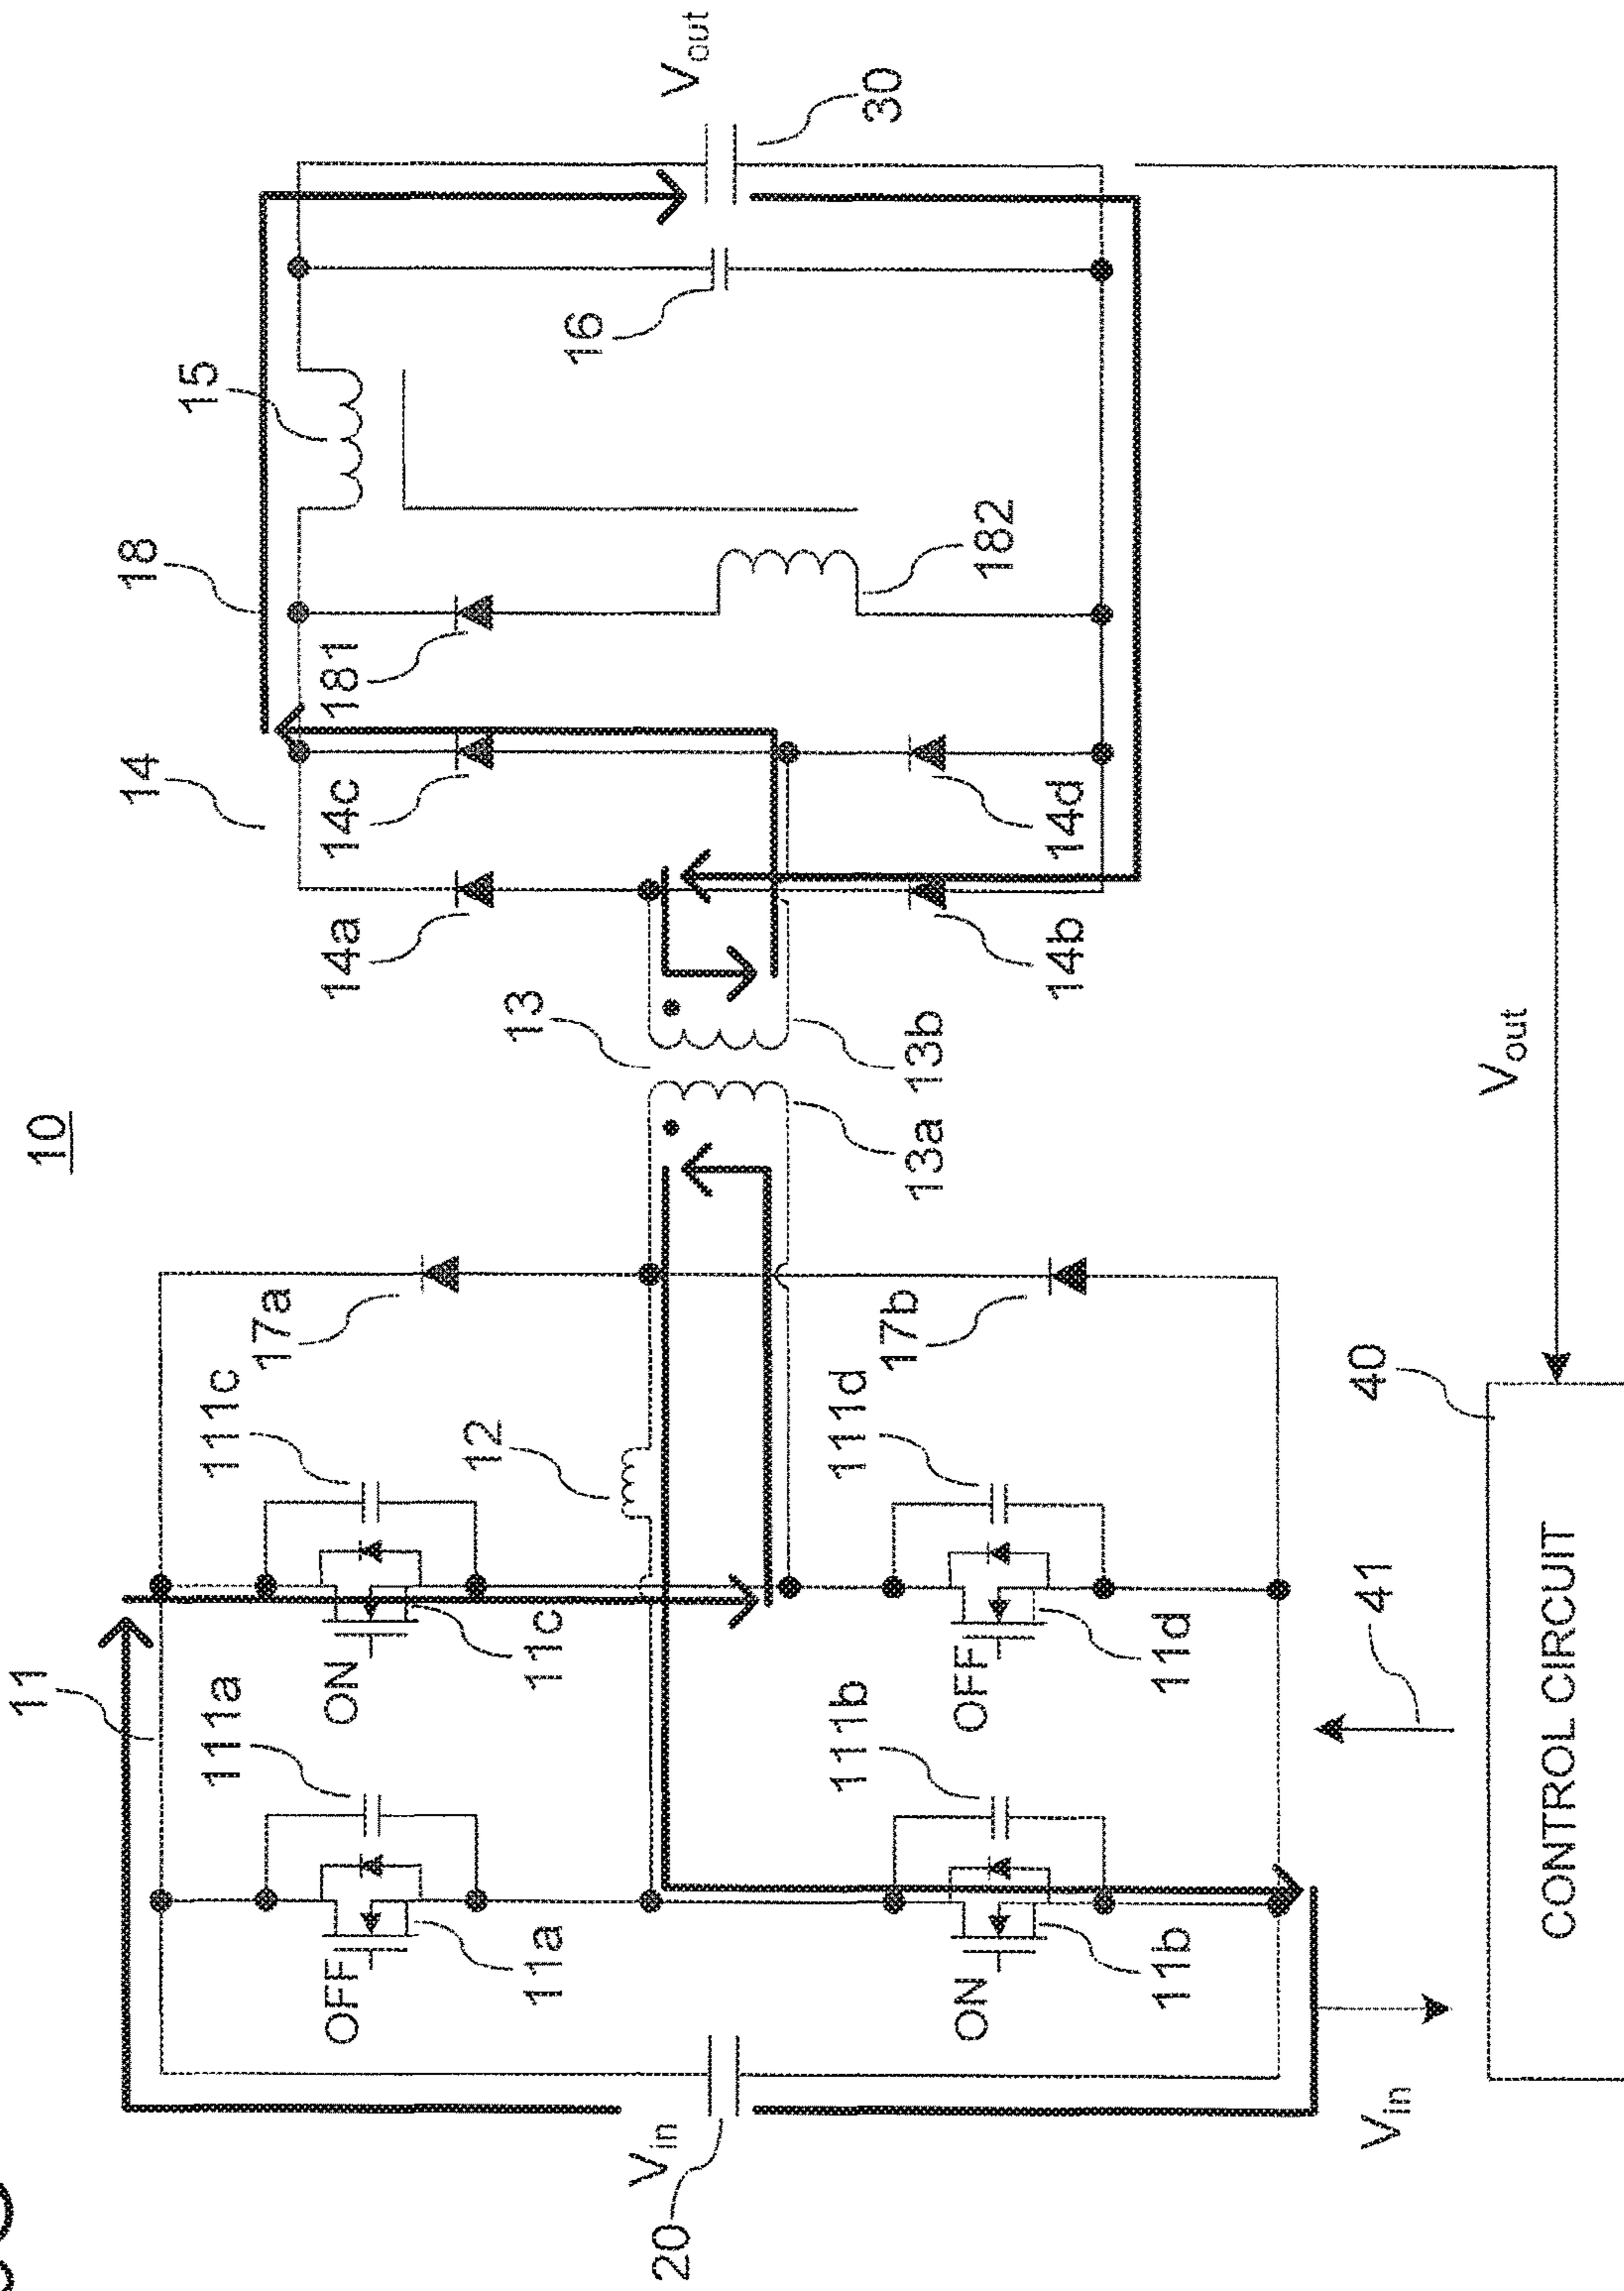 10
11
14
18
15
111a
111c
17a
OFF
ON
14a
14c
181
12
11a
11c
13
16
Vin
Vout
20
111b
111d
17b
30
13a
13b
ON
OFF
182
14b
14d
11b
11d
Vin
41
40
Vout
CONTROL CIRCUIT